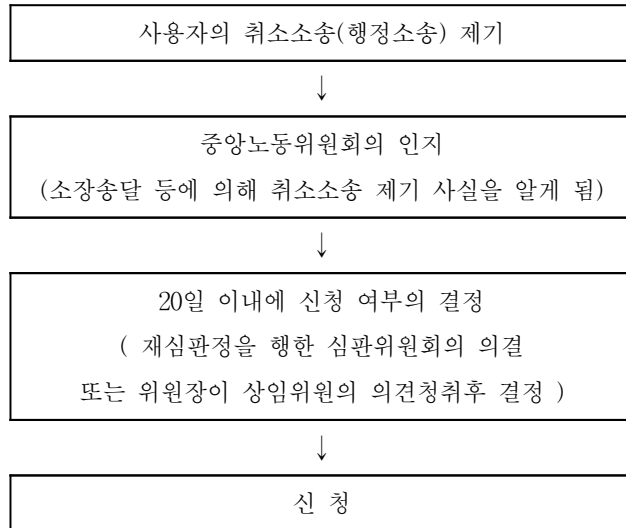 사용자의 취소소송(행정소송) 제기
↓
중앙노동위원회의 인지
(소장송달 등에 의해 취소소송 제기 사실을 알게 됨)
↓
20일 이내에 신청 여부의 결정
( 재심판정을 행한 심판위원회의 의결
또는 위원장이 상임위원의 의견청취후 결정 )
↓
신 청